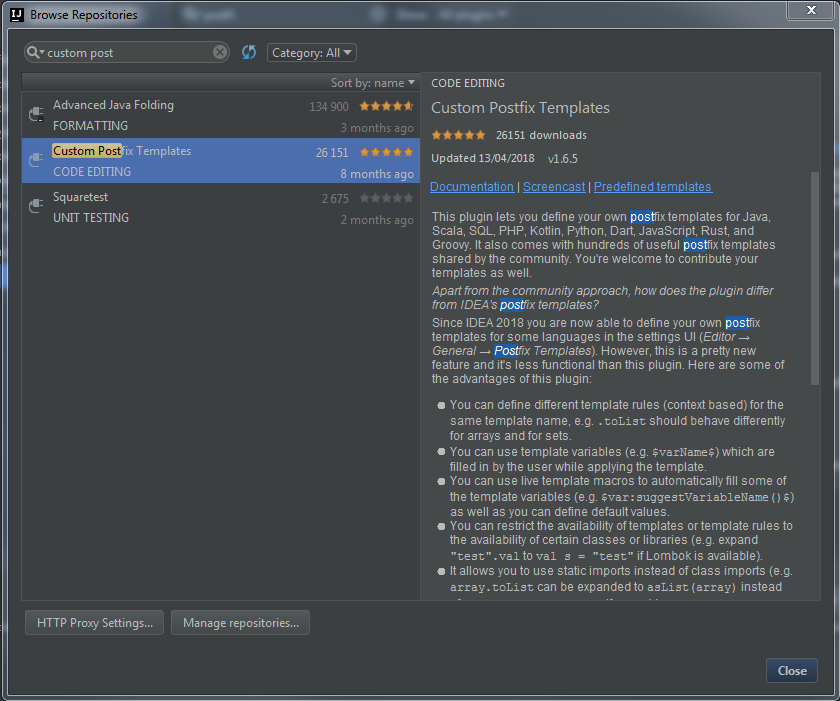 IJ Browse Repositories
custom post
Category: All
Sort by: name
Advanced Java Folding
134 900
FORMATTING
3 months ago
Custom Postfix Templates
26 151
CODE EDITING
8 months ago
Squaretest
2 675
UNIT TESTING
2 months ago
CODE EDITING
Custom Postfix Templates
26151 downloads
Updated 13/04/2018 v1.6.5
Documentation | Screencast | Predefined templates
This plugin lets you define your own postfix templates for Java,
Scala, SQL, PHP, Kotlin, Python, Dart, JavaScript, Rust, and
Groovy. It also comes with hundreds of useful postfix templates
shared by the community. You're welcome to contribute your
templates as well.
Apart from the community approach, how does the plugin differ
from IDEA's postfix templates?
Since IDEA 2018 you are now able to define your own postfix
templates for some languages in the settings UI (Editor →
General → Postfix Templates). However, this is a pretty new
feature and it's less functional than this plugin. Here are some of
the advantages of this plugin:
You can define different template rules (context based) for the
same template name, e.g. .toList should behave differently
for arrays and for sets.
You can use template variables (e.g. $varName$) which are
filled in by the user while applying the template.
You can use live template macros to automatically fill some of
the template variables (e.g. $var:suggestVariableName()$)
as well as you can define default values.
You can restrict the availability of templates or template rules to
the availability of certain classes or libraries (e.g. expand
"test".val to val s = "test" if Lombok is available).
It allows you to use static imports instead of class imports (e.g.
array.toList can be expanded to asList(array) instead
HTTP Proxy Settings...
Manage repositories...
Close